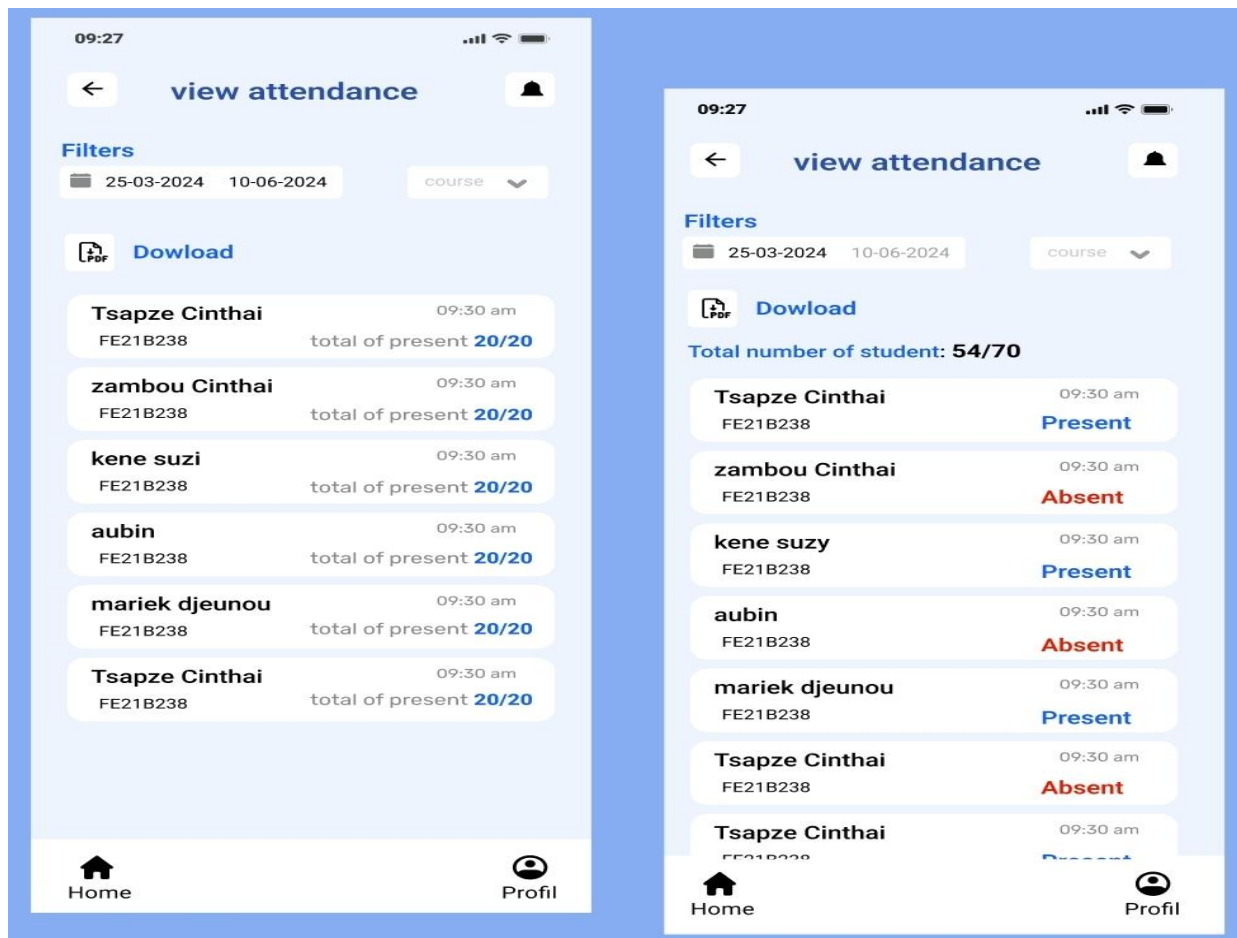 09:27
view attendance
Filters
25-03-2024 10-06-2024 course
PDF Dowload
Tsapze Cinthai 09:30 am
FE21B238 total of present 20/20
zambou Cinthai 09:30 am
FE21B238 total of present 20/20
kene suzi 09:30 am
FE21B238 total of present 20/20
aubin 09:30 am
FE21B238 total of present 20/20
mariek djeunou 09:30 am
FE21B238 total of present 20/20
Tsapze Cinthai 09:30 am
FE21B238 total of present 20/20
Home Profil
09:27
view attendance
Filters
25-03-2024 10-06-2024 course
PDF Dowload
Total number of student: 54/70
Tsapze Cinthai 09:30 am
FE21B238 Present
zambou Cinthai 09:30 am
FE21B238 Absent
kene suzy 09:30 am
FE21B238 Present
aubin 09:30 am
FE21B238 Absent
mariek djeunou 09:30 am
FE21B238 Present
Tsapze Cinthai 09:30 am
FE21B238 Absent
Tsapze Cinthai 09:30 am
FE21B238 Present
Home Profil